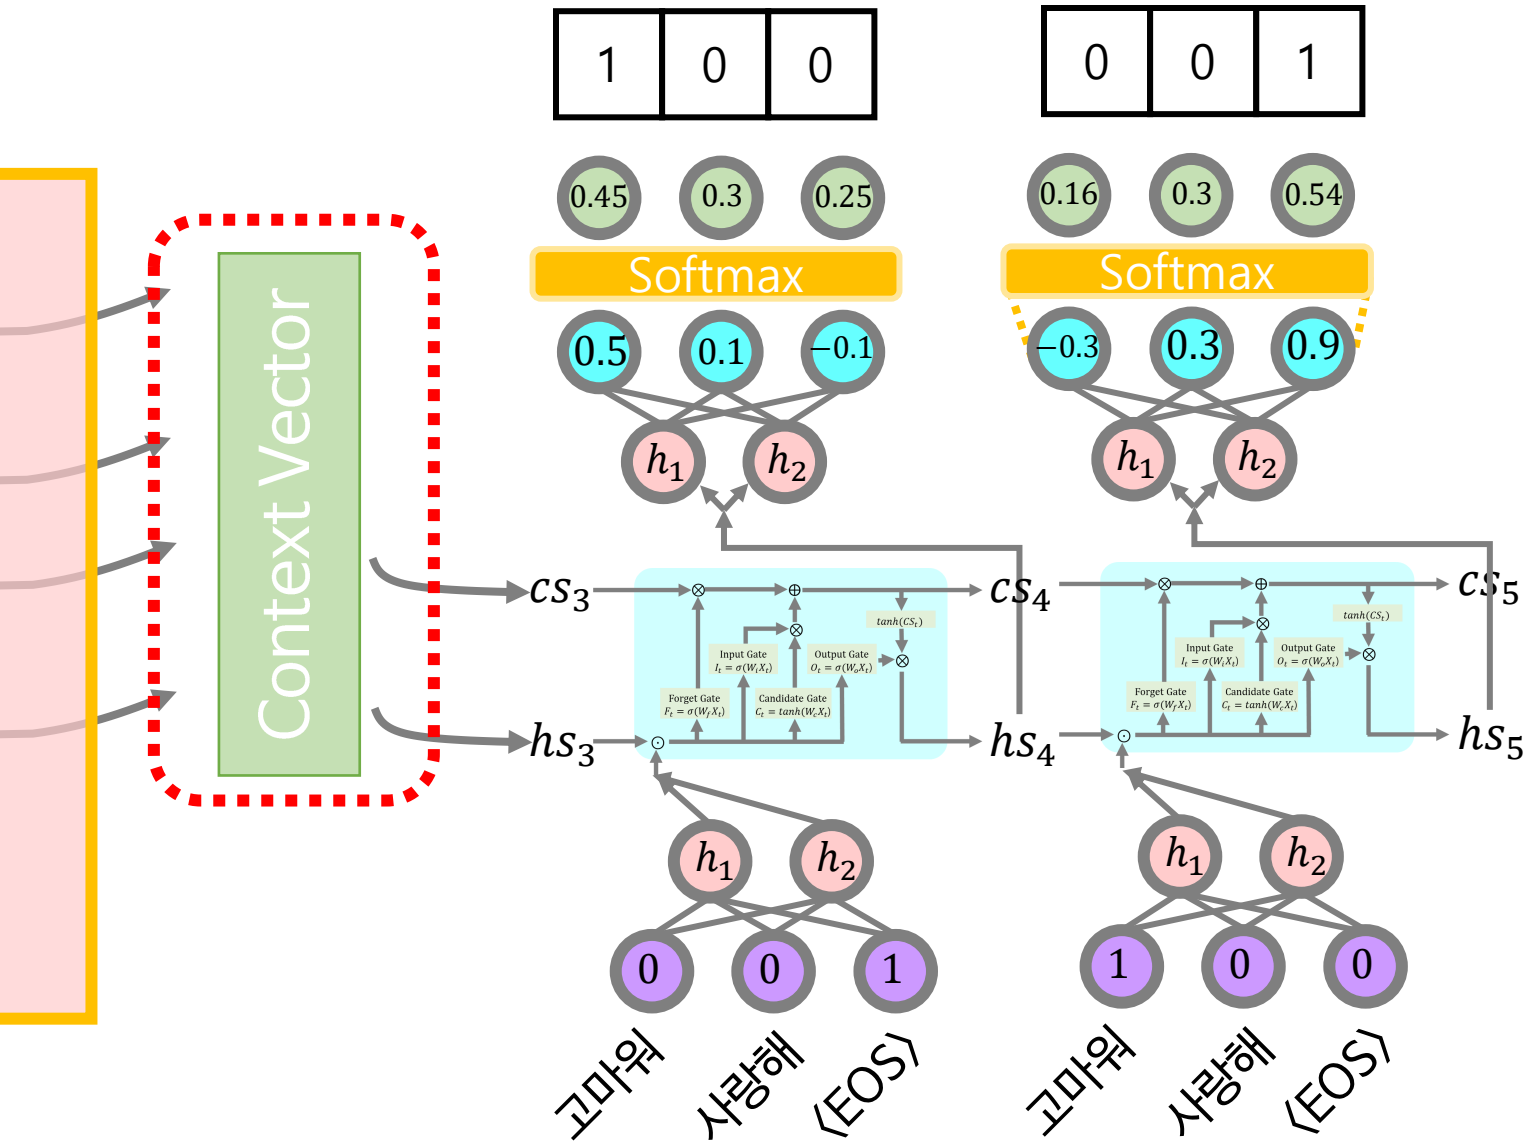 1 0 0
0 0 1
0.45 0.3 0.25
0.16 0.3 0.54
Softmax
Softmax
0.5 0.1 −0.1
−0.3 0.3 0.9
h₁ h₂
h₁ h₂
Context Vector
cs₃
cs₄
cs₅
⊗ ⊕
tanh(CSₜ)
⊗
Input Gate
Iₜ = σ(WᵢXₜ)
Output Gate
Oₜ = σ(WₒXₜ)
⊗
Forget Gate
Fₜ = σ(W_fXₜ)
Candidate Gate
Cₜ = tanh(W_cXₜ)
⊙
⊗ ⊕
tanh(CSₜ)
⊗
Input Gate
Iₜ = σ(WᵢXₜ)
Output Gate
Oₜ = σ(WₒXₜ)
⊗
Forget Gate
Fₜ = σ(W_fXₜ)
Candidate Gate
Cₜ = tanh(W_cXₜ)
⊙
hs₃
hs₄
hs₅
h₁ h₂
h₁ h₂
0 0 1
1 0 0
고마워
사랑해
⟨EOS⟩
고마워
사랑해
⟨EOS⟩